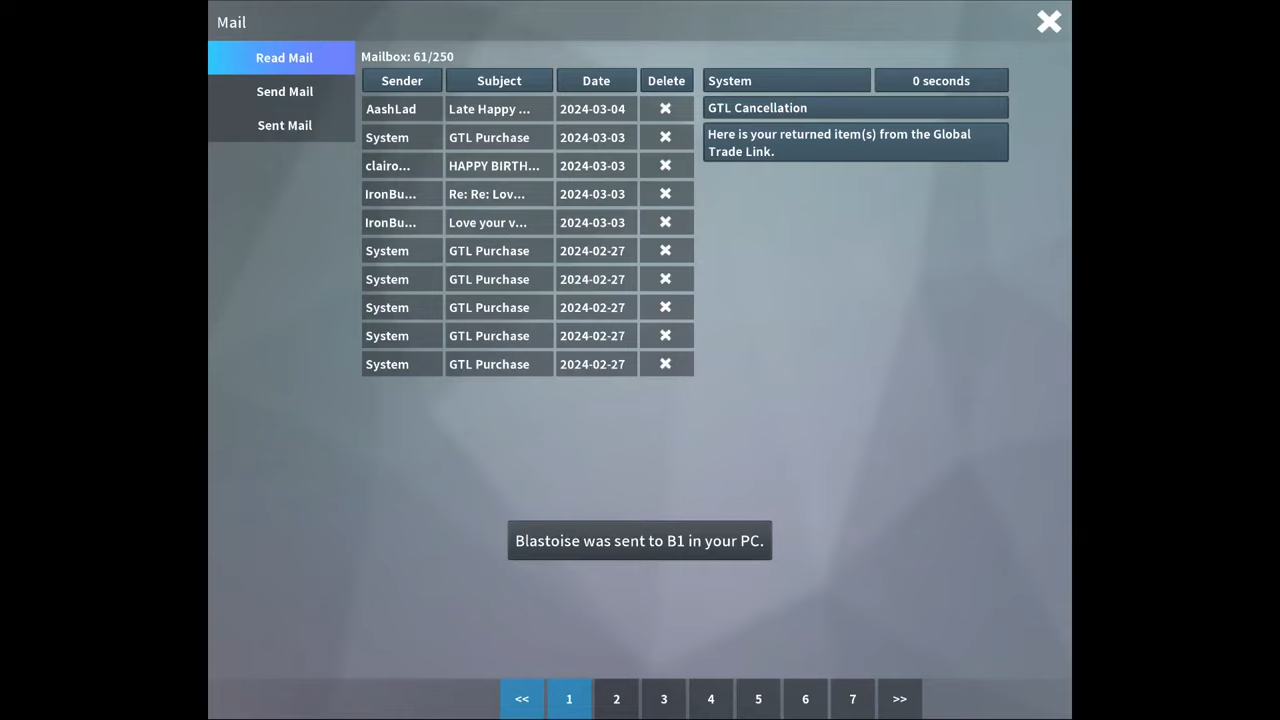 Mail
Read Mail
Send Mail
Sent Mail
Mailbox: 61/250
Sender Subject Date Delete
AashLad Late Happy ... 2024-03-04
System GTL Purchase 2024-03-03
clairo... HAPPY BIRTH... 2024-03-03
IronBu... Re: Re: Lov... 2024-03-03
IronBu... Love your v... 2024-03-03
System GTL Purchase 2024-02-27
System GTL Purchase 2024-02-27
System GTL Purchase 2024-02-27
System GTL Purchase 2024-02-27
System GTL Purchase 2024-02-27
System 0 seconds
GTL Cancellation
Here is your returned item(s) from the Global
Trade Link.
Blastoise was sent to B1 in your PC.
<< 1 2 3 4 5 6 7 >>